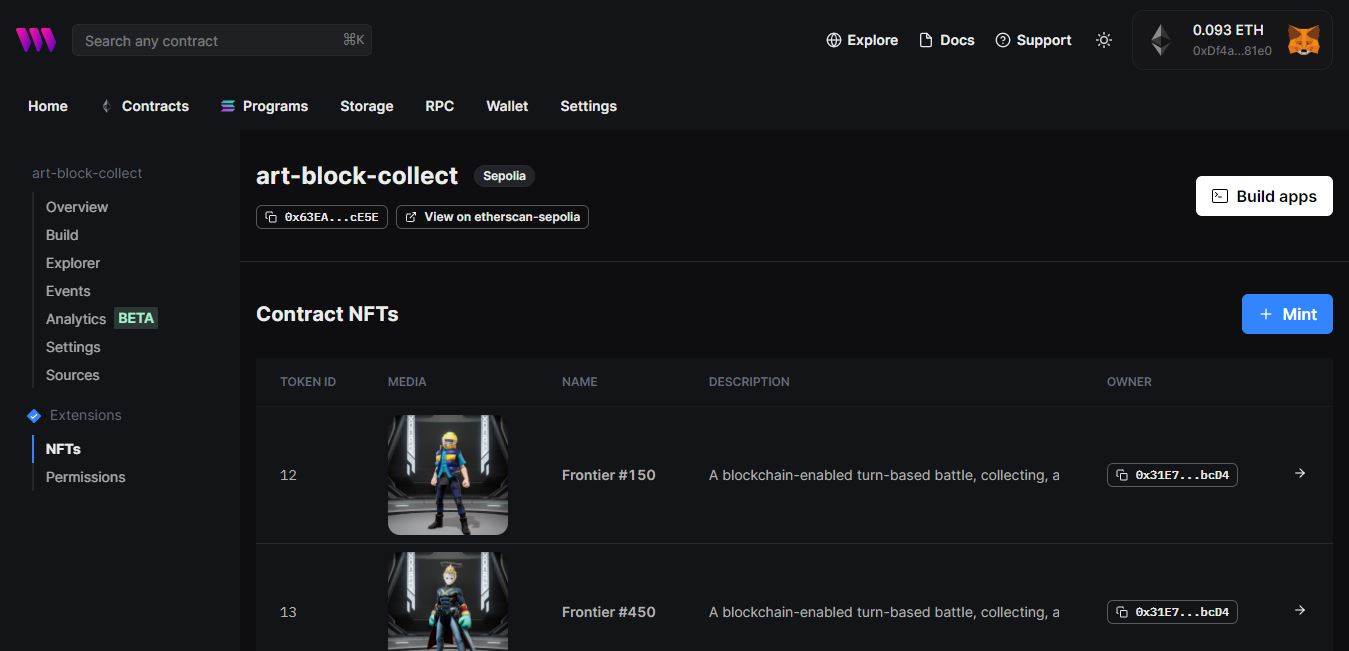 Search any contract ⌘K
Explore
Docs
Support
0.093 ETH
0xDf4a...81e0
Home Contracts Programs Storage RPC Wallet Settings
art-block-collect
Overview
Build
Explorer
Events
Analytics BETA
Settings
Sources
Extensions
NFTs
Permissions
art-block-collect Sepolia
0x63EA...cE5E View on etherscan-sepolia
Build apps
Contract NFTs
+ Mint
TOKEN ID MEDIA NAME DESCRIPTION OWNER
12 Frontier #150 A blockchain-enabled turn-based battle, collecting, a 0x31E7...bcD4
13 Frontier #450 A blockchain-enabled turn-based battle, collecting, a 0x31E7...bcD4